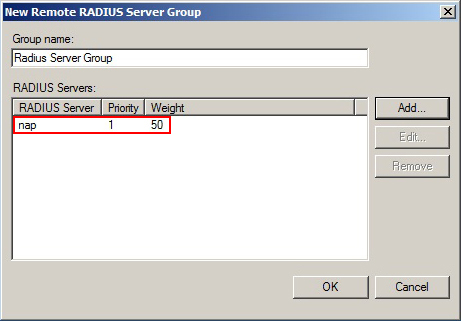 New Remote RADIUS Server Group
Group name:
Radius Server Group
RADIUS Servers:
RADIUS Server Priority Weight
nap 1 50
Add...
Edit...
Remove
OK Cancel